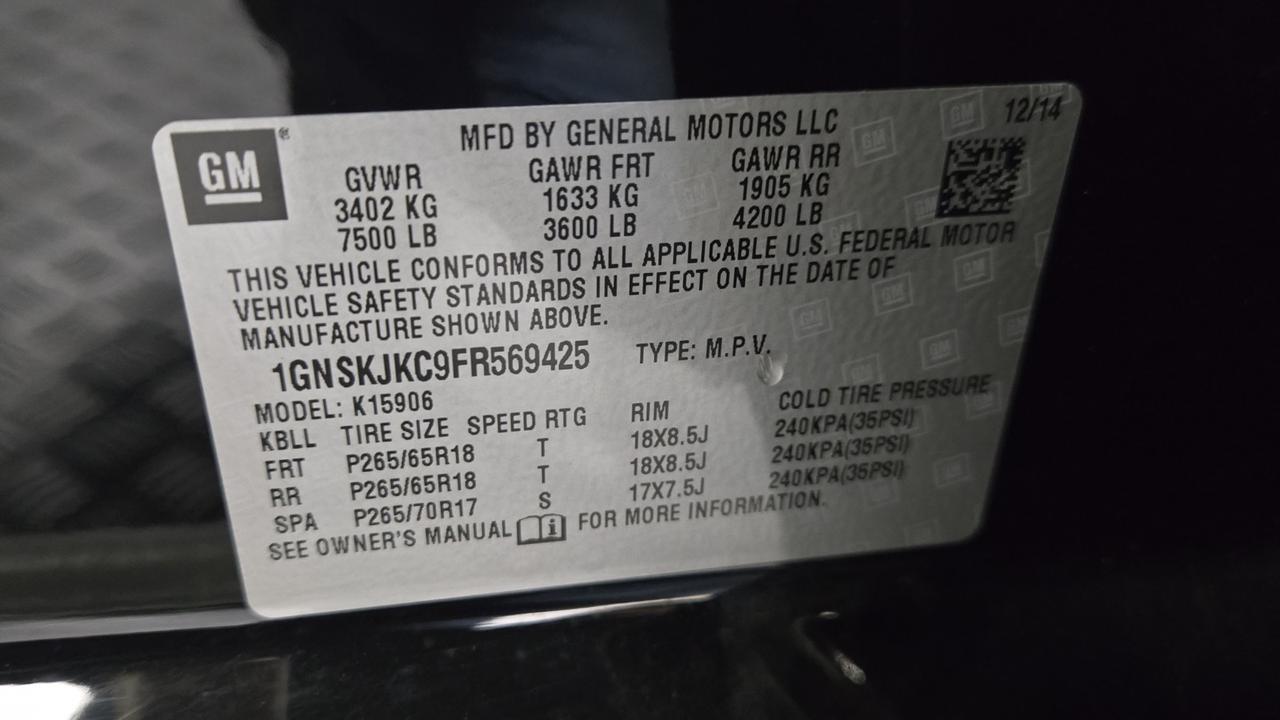 GM®
MFD BY GENERAL MOTORS LLC
12/14
GVWR GAWR FRT GAWR RR
3402 KG 1633 KG 1905 KG
7500 LB 3600 LB 4200 LB
THIS VEHICLE CONFORMS TO ALL APPLICABLE U.S. FEDERAL MOTOR
VEHICLE SAFETY STANDARDS IN EFFECT ON THE DATE OF
MANUFACTURE SHOWN ABOVE.
1GNSKJKC9FR569425 TYPE: M.P.V.
MODEL: K15906
KBLL TIRE SIZE SPEED RTG RIM COLD TIRE PRESSURE
FRT P265/65R18 T 18X8.5J 240KPA(35PSI)
RR P265/65R18 T 18X8.5J 240KPA(35PSI)
SPA P265/70R17 S 17X7.5J 240KPA(35PSI)
SEE OWNER'S MANUAL i FOR MORE INFORMATION.